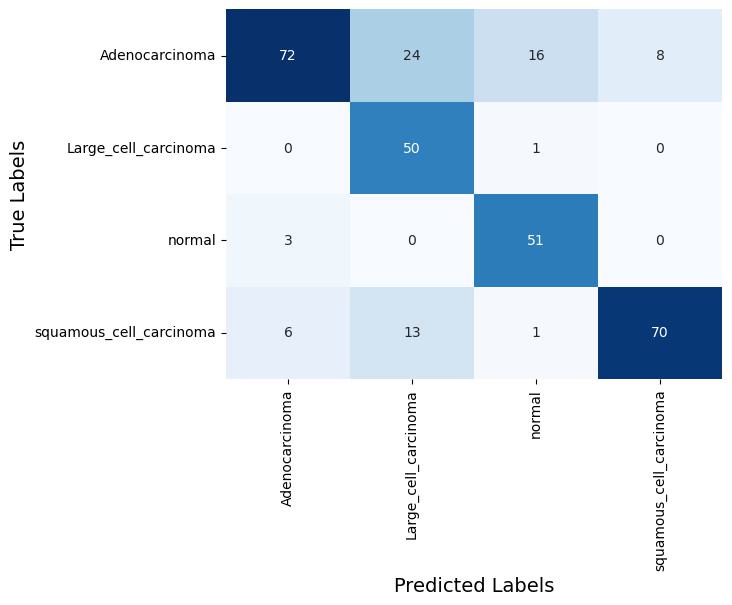 True Labels
Adenocarcinoma 72 24 16 8
Large_cell_carcinoma 0 50 1 0
normal 3 0 51 0
squamous_cell_carcinoma 6 13 1 70
Adenocarcinoma
Large_cell_carcinoma
normal
squamous_cell_carcinoma
Predicted Labels